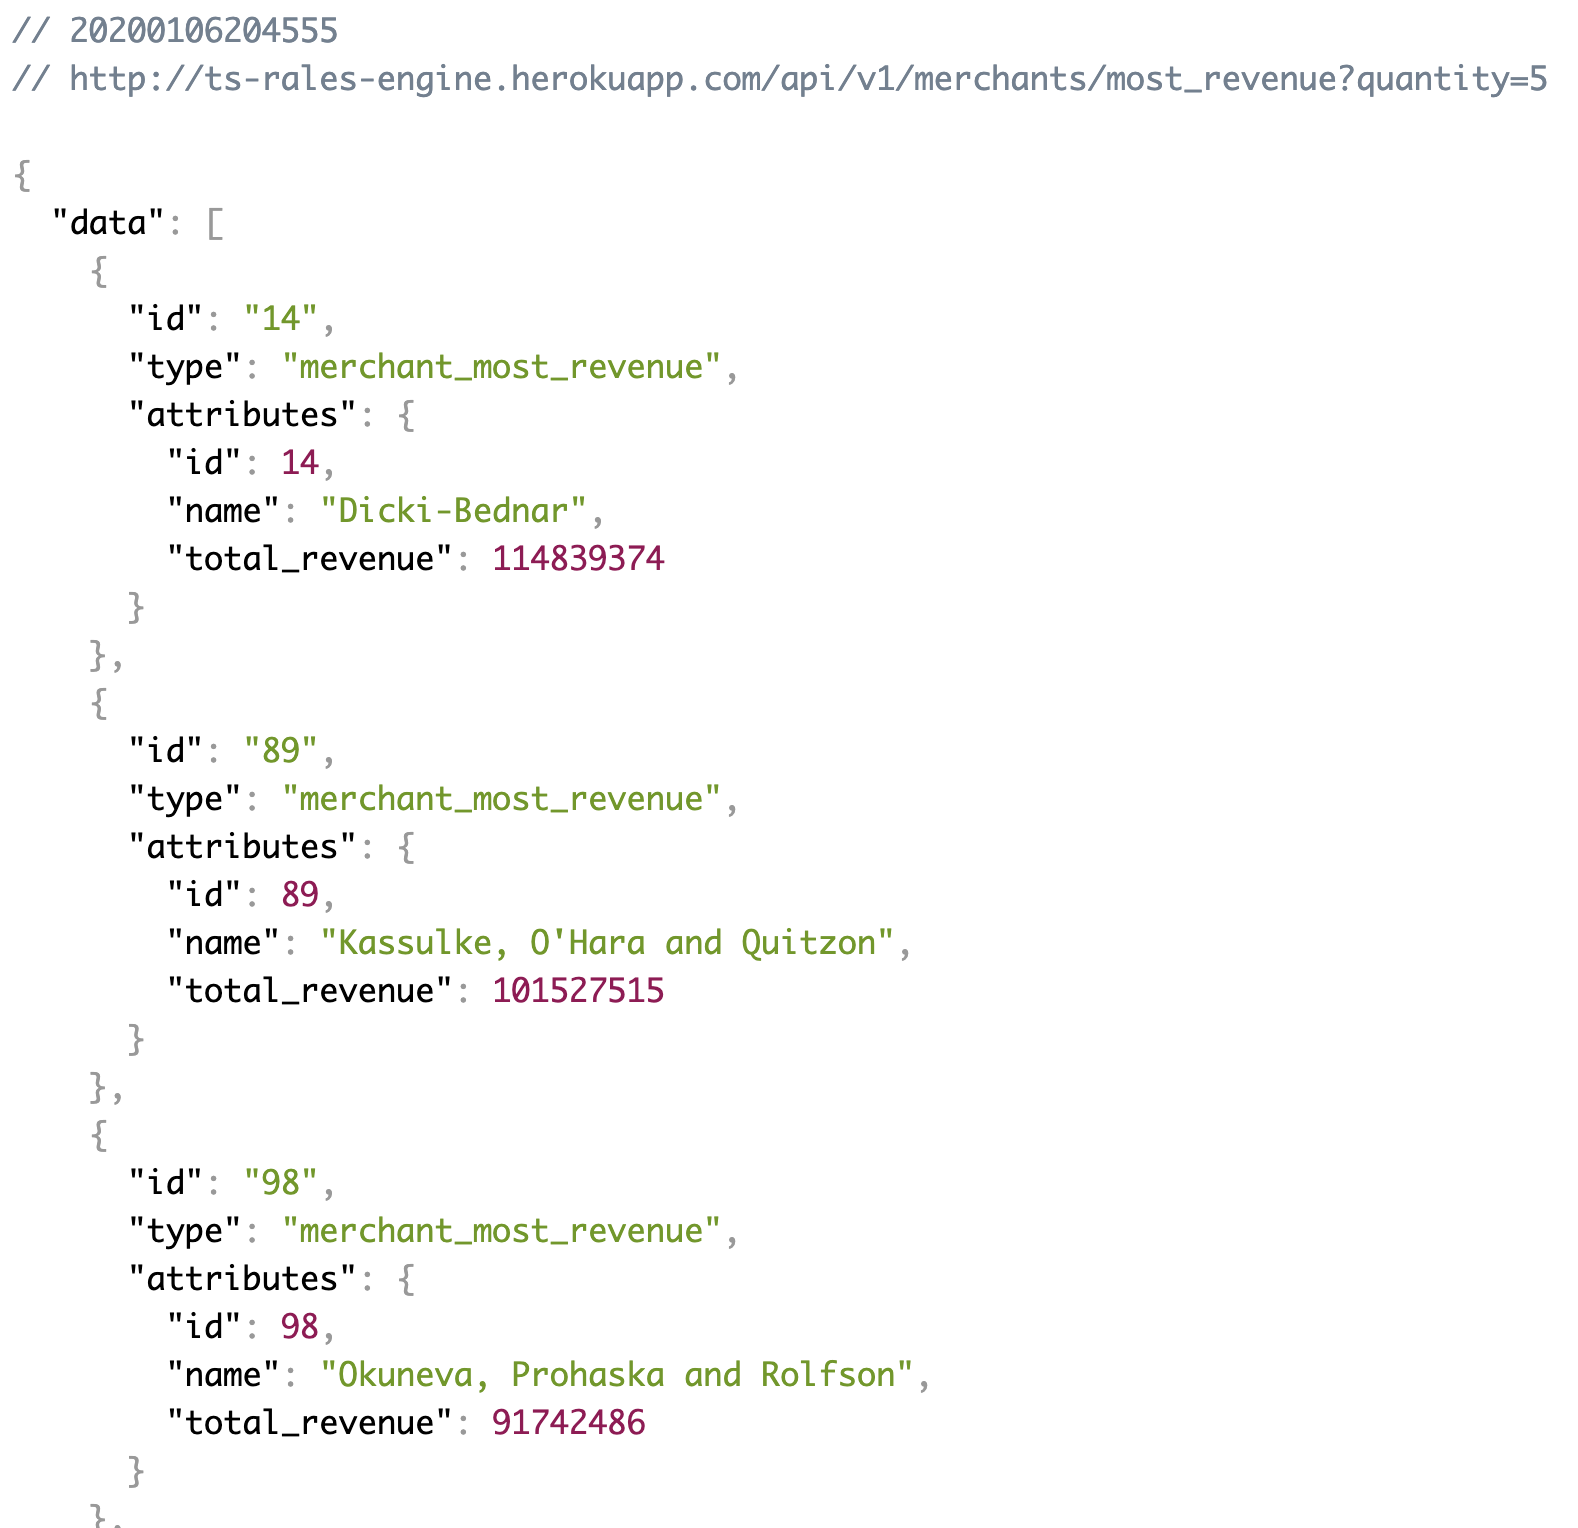 // 20200106204555
// http://ts-rales-engine.herokuapp.com/api/v1/merchants/most_revenue?quantity=5

{
  "data": [
    {
      "id": "14",
      "type": "merchant_most_revenue",
      "attributes": {
        "id": 14,
        "name": "Dicki-Bednar",
        "total_revenue": 114839374
      }
    },
    {
      "id": "89",
      "type": "merchant_most_revenue",
      "attributes": {
        "id": 89,
        "name": "Kassulke, O'Hara and Quitzon",
        "total_revenue": 101527515
      }
    },
    {
      "id": "98",
      "type": "merchant_most_revenue",
      "attributes": {
        "id": 98,
        "name": "Okuneva, Prohaska and Rolfson",
        "total_revenue": 91742486
      }
    },